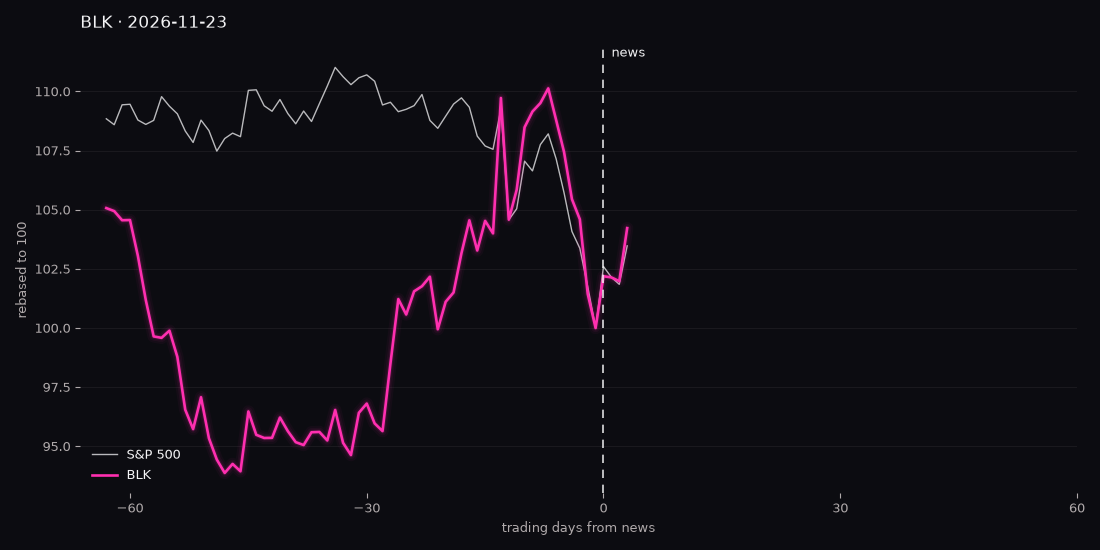 BLK · 2026-11-23
news
110.0
107.5
105.0
102.5
100.0
97.5
95.0
rebased to 100
S&P 500
BLK
−60
−30
0
30
60
trading days from news